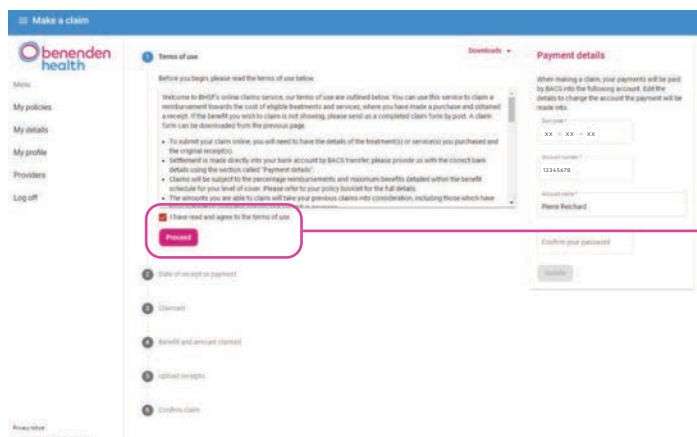 Make a claim
benenden
health
Menu
My policies
My details
My profile
Providers
Log off
Privacy notice
1 Terms of use
Downloads
Before you begin, please read the terms of use below
Welcome to BHSF's online claims service, our terms of use are outlined below. You can use this service to claim a
reimbursement towards the cost of eligible treatments and services, where you have made a purchase and obtained
a receipt. If the benefit you wish to claim is not showing, please send us a completed claim form by post. A claim
form can be downloaded from the previous page.
• To submit your claim online, you will need to have the details of the treatment(s) or service(s) you purchased and
the original receipt(s).
• Settlement is made directly into your bank account by BACS transfer, please provide us with the correct bank
details using the section called "Payment details".
• Claims will be subject to the percentage reimbursements and maximum benefits detailed within the benefit
schedule for your level of cover. Please refer to your policy booklet for the full details.
• The amounts you are able to claim will take your previous claims into consideration, including those which have
I have read and agree to the terms of use
Proceed
2 Date of receipt or payment
3 Claimant
4 Benefit and amount claimed
5 Upload receipts
6 Confirm claim
Payment details
When making a claim, your payments will be paid
by BACS into the following account. Edit the
details to change the account the payment will be
made into.
Sort code *
XX - XX - XX
Account number *
12345678
Account name *
Pierre Reichard
Confirm your password
Update